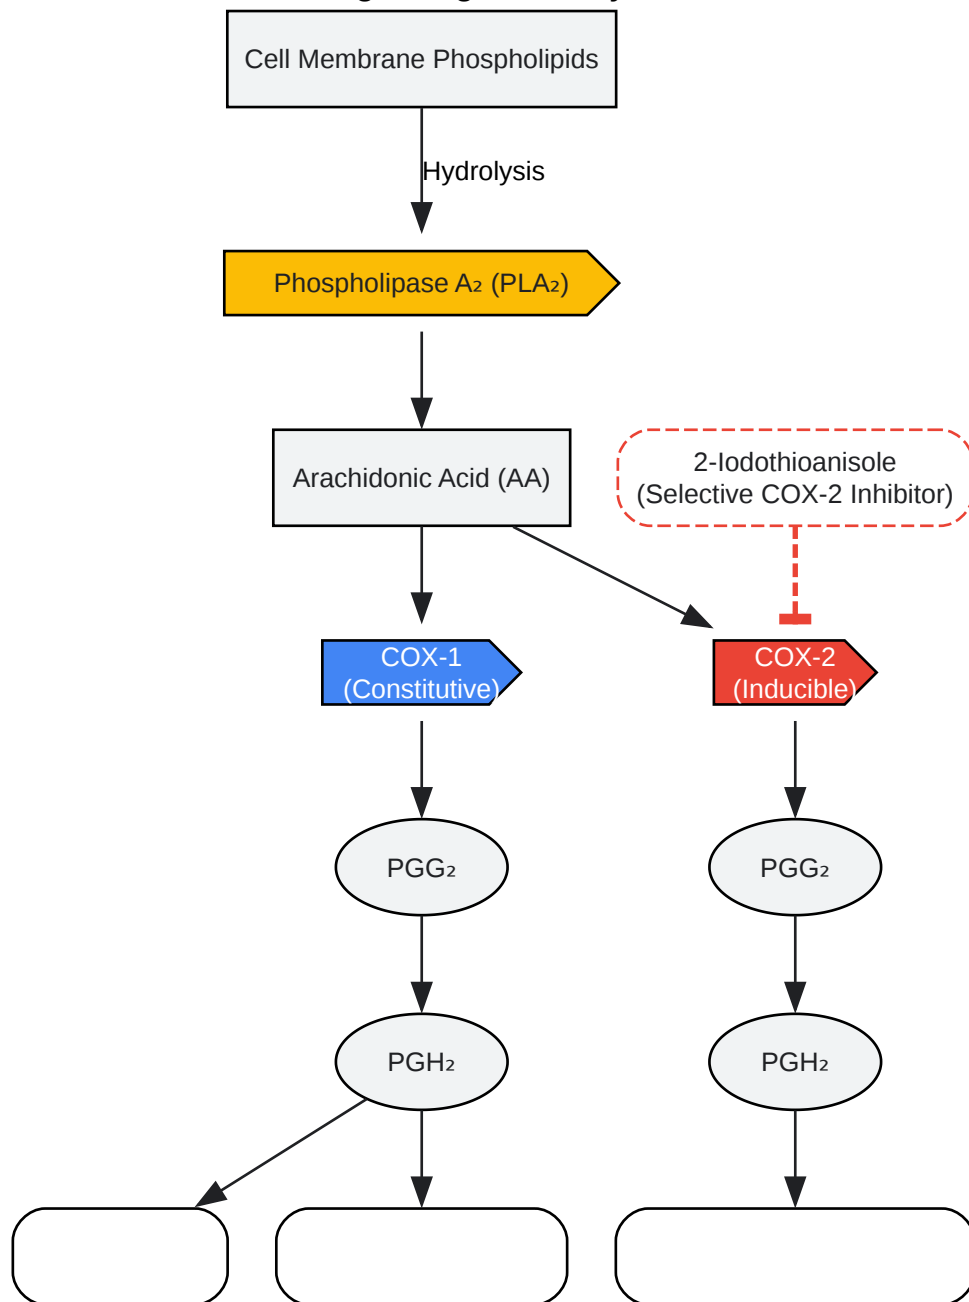 Cell Membrane Phospholipids
Hydrolysis
Phospholipase A₂ (PLA₂)
Arachidonic Acid (AA)
2-Iodothioanisole
(Selective COX-2 Inhibitor)
COX-1
(Constitutive)
COX-2
(Inducible)
PGG₂
PGG₂
PGH₂
PGH₂